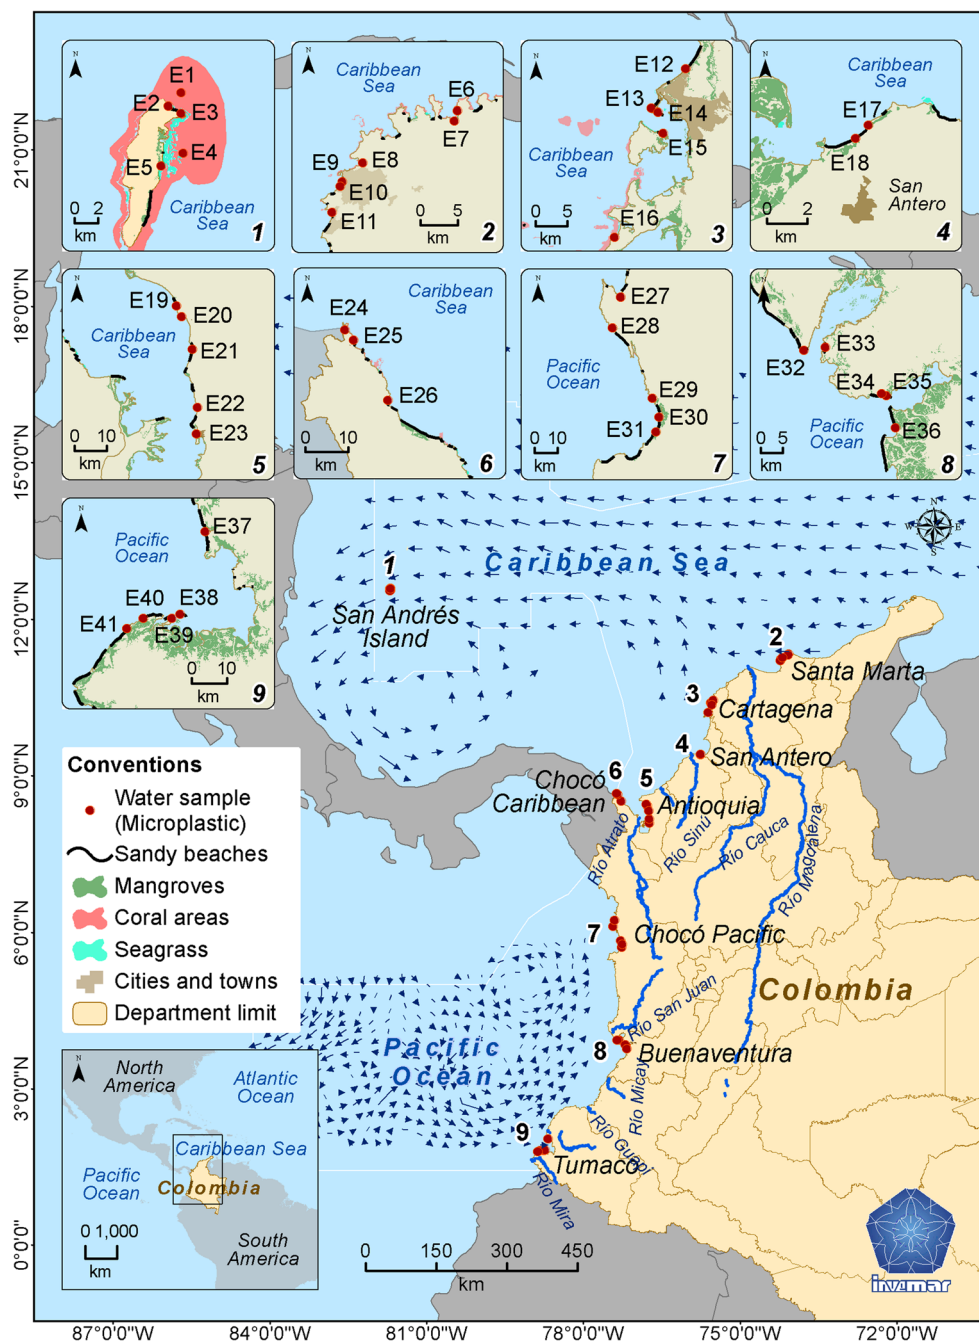 N
E1
E2
E3
E4
E5
0 2
km
Caribbean
Sea
1
N
Caribbean
Sea
E6
E7
E8
E9
E10
E11
0 5
km
2
N
E12
E13
E14
E15
E16
Caribbean
Sea
0 5
km
3
N
Caribbean
Sea
E17
E18
San
Antero
0 2
km
4
N
E19
E20
E21
E22
E23
Caribbean
Sea
0 10
km
5
N
Caribbean
Sea
E24
E25
E26
0 10
km
6
N
E27
E28
E29
E30
E31
Pacific
Ocean
0 10
km
7
N
E32
E33
E34
E35
E36
Pacific
Ocean
0 5
km
8
N
Pacific
Ocean
E37
E38
E39
E40
E41
0 10
km
9
N
W
E
S
Caribbean Sea
1
San Andrés
Island
2
Santa Marta
3
Cartagena
4
San Antero
5
Antioquia
6
Chocó
Caribbean
7
Chocó Pacific
8
Buenaventura
9
Tumaco
Río Atrato
Río Sinú
Río Cauca
Río Magdalena
Río San Juan
Río Micay
Río Guapi
Río Mira
Colombia
Pacific
Ocean
Conventions
Water sample
(Microplastic)
Sandy beaches
Mangroves
Coral areas
Seagrass
Cities and towns
Department limit
N
North
America
Atlantic
Ocean
Caribbean Sea
Pacific
Ocean
Colombia
South
America
0 1,000
km
0 150 300 450
km
invemar
21°0'0"N
18°0'0"N
15°0'0"N
12°0'0"N
9°0'0"N
6°0'0"N
3°0'0"N
0°0'0"
87°0'0"W 84°0'0"W 81°0'0"W 78°0'0"W 75°0'0"W 72°0'0"W